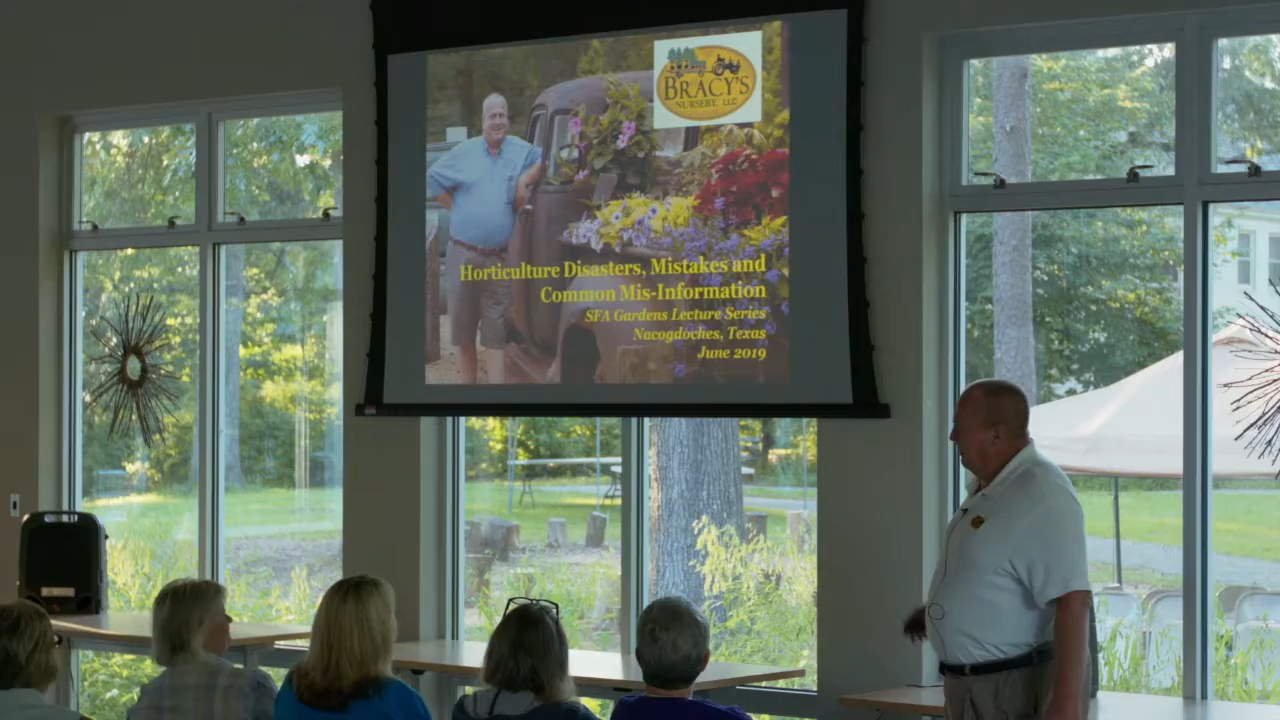 BRACY'S
NURSERY, LLC
Horticulture Disasters, Mistakes and
Common Mis-Information
SFA Gardens Lecture Series
Nacogdoches, Texas
June 2019